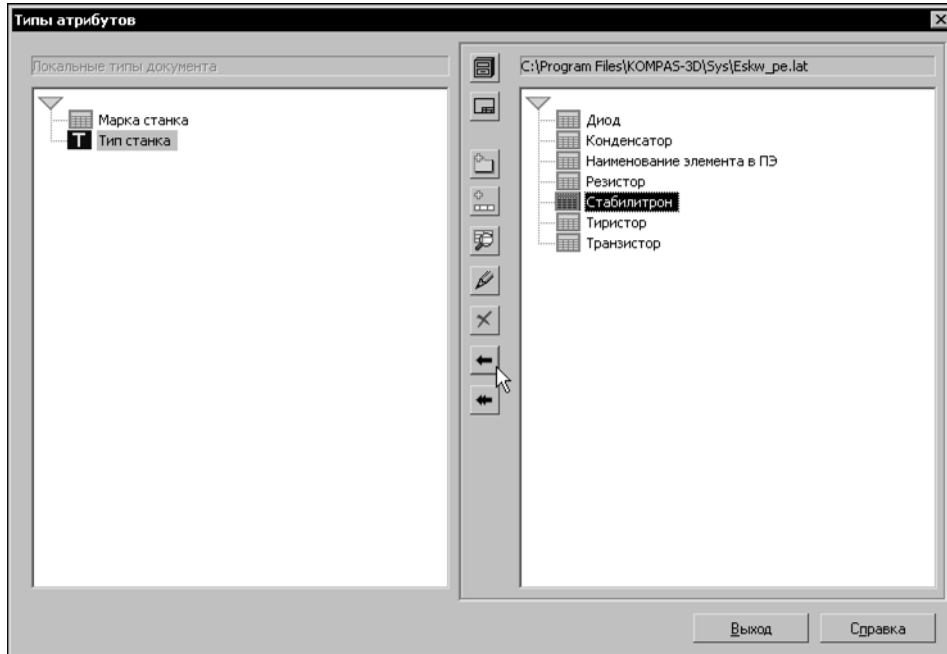 Типы атрибутов
Локальные типы документа
Марка станка
Тип станка
C:\Program Files\KOMPAS-3D\Sys\Eskw_pe.lat
Диод
Конденсатор
Наименование элемента в ПЭ
Резистор
Стабилитрон
Тиристор
Транзистор
Выход
Справка